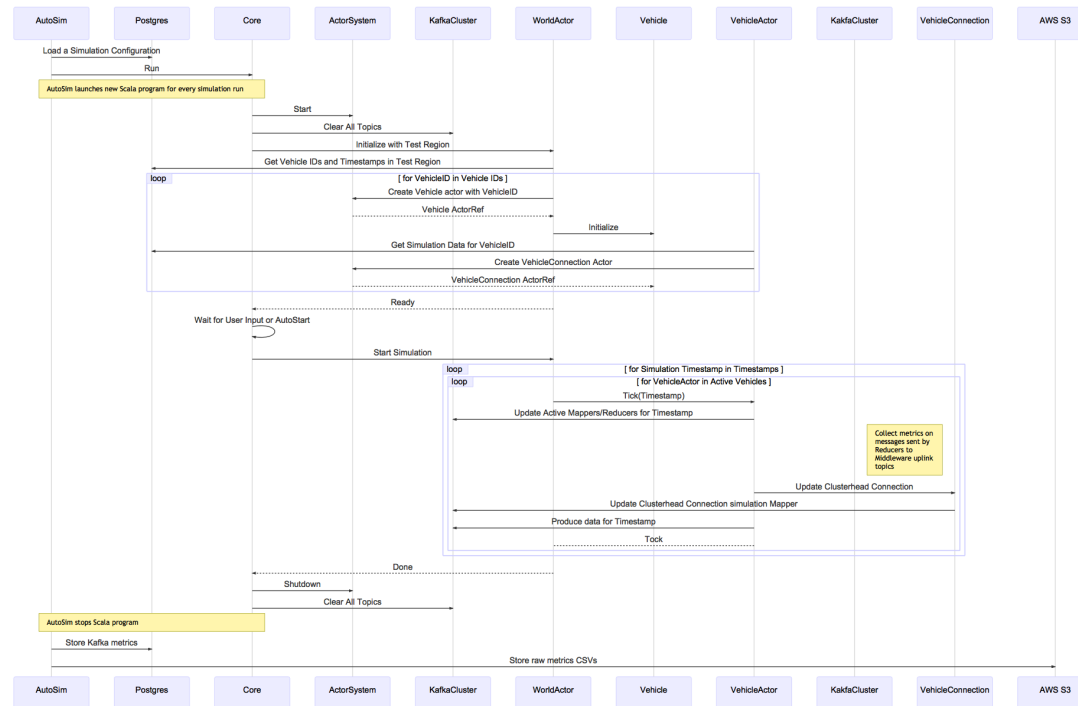 AutoSim Postgres Core ActorSystem KafkaCluster WorldActor Vehicle VehicleActor KakfaCluster VehicleConnection AWS S3
Load a Simulation Configuration
Run
AutoSim launches new Scala program for every simulation run
Start
Clear All Topics
Initialize with Test Region
Get Vehicle IDs and Timestamps in Test Region
loop [ for VehicleID in Vehicle IDs ]
Create Vehicle actor with VehicleID
Vehicle ActorRef
Initialize
Get Simulation Data for VehicleID
Create VehicleConnection Actor
VehicleConnection ActorRef
Ready
Wait for User Input or AutoStart
Start Simulation
loop [ for Simulation Timestamp in Timestamps ]
loop [ for VehicleActor in Active Vehicles ]
Tick(Timestamp)
Update Active Mappers/Reducers for Timestamp
Collect metrics on
messages sent by
Reducers to
Middleware uplink
topics
Update Clusterhead Connection
Update Clusterhead Connection simulation Mapper
Produce data for Timestamp
Tock
Done
Shutdown
Clear All Topics
AutoSim stops Scala program
Store Kafka metrics
Store raw metrics CSVs
AutoSim Postgres Core ActorSystem KafkaCluster WorldActor Vehicle VehicleActor KakfaCluster VehicleConnection AWS S3